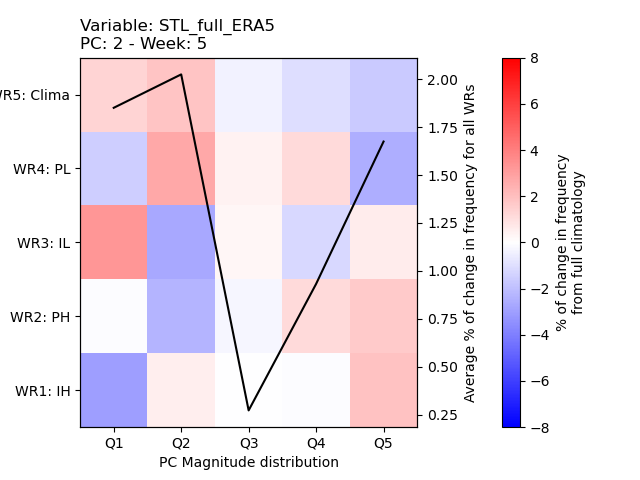 Variable: STL_full_ERA5
PC: 2 - Week: 5
WR5: Clima
WR4: PL
WR3: IL
WR2: PH
WR1: IH
Q1 Q2 Q3 Q4 Q5
PC Magnitude distribution
2.00
1.75
1.50
1.25
1.00
0.75
0.50
0.25
Average % of change in frequency for all WRs
8
6
4
2
0
−2
−4
−6
−8
% of change in frequency
from full climatology